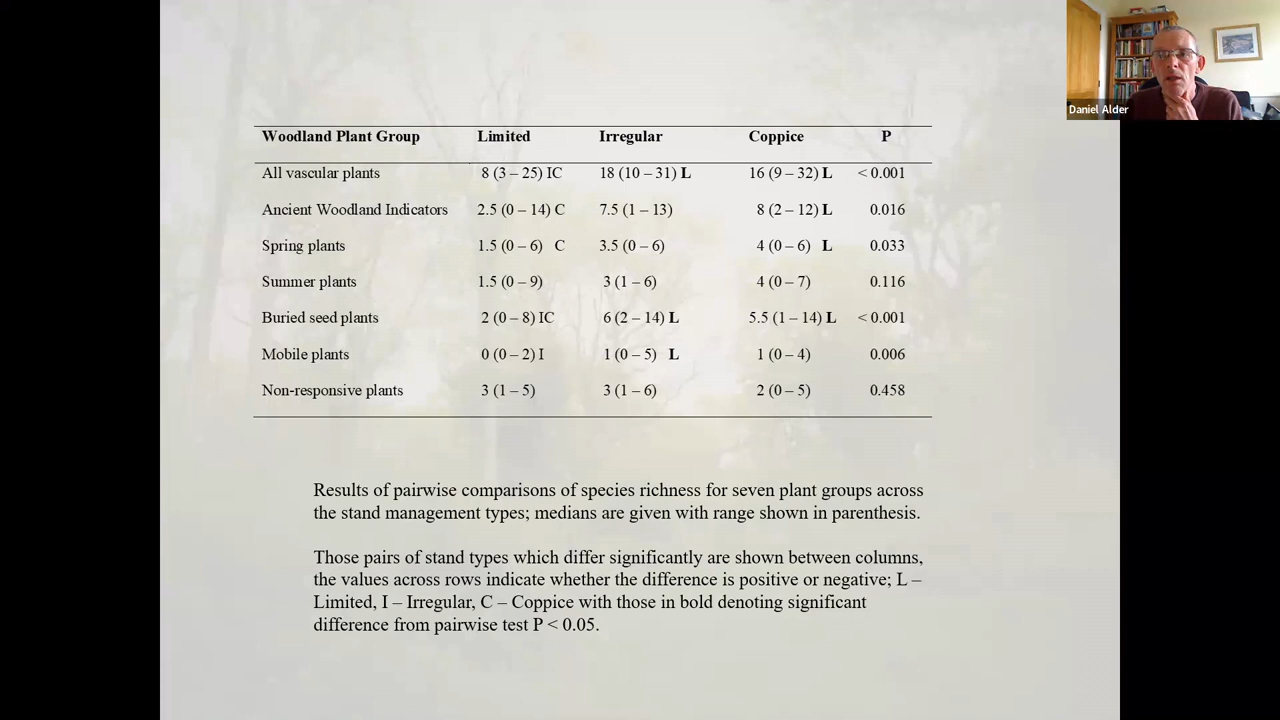 Daniel Alder
Woodland Plant Group Limited Irregular Coppice P
All vascular plants 8 (3 – 25) IC 18 (10 – 31) L 16 (9 – 32) L < 0.001
Ancient Woodland Indicators 2.5 (0 – 14) C 7.5 (1 – 13) 8 (2 – 12) L 0.016
Spring plants 1.5 (0 – 6) C 3.5 (0 – 6) 4 (0 – 6) L 0.033
Summer plants 1.5 (0 – 9) 3 (1 – 6) 4 (0 – 7) 0.116
Buried seed plants 2 (0 – 8) IC 6 (2 – 14) L 5.5 (1 – 14) L < 0.001
Mobile plants 0 (0 – 2) I 1 (0 – 5) L 1 (0 – 4) 0.006
Non-responsive plants 3 (1 – 5) 3 (1 – 6) 2 (0 – 5) 0.458
Results of pairwise comparisons of species richness for seven plant groups across
the stand management types; medians are given with range shown in parenthesis.
Those pairs of stand types which differ significantly are shown between columns,
the values across rows indicate whether the difference is positive or negative; L –
Limited, I – Irregular, C – Coppice with those in bold denoting significant
difference from pairwise test P < 0.05.